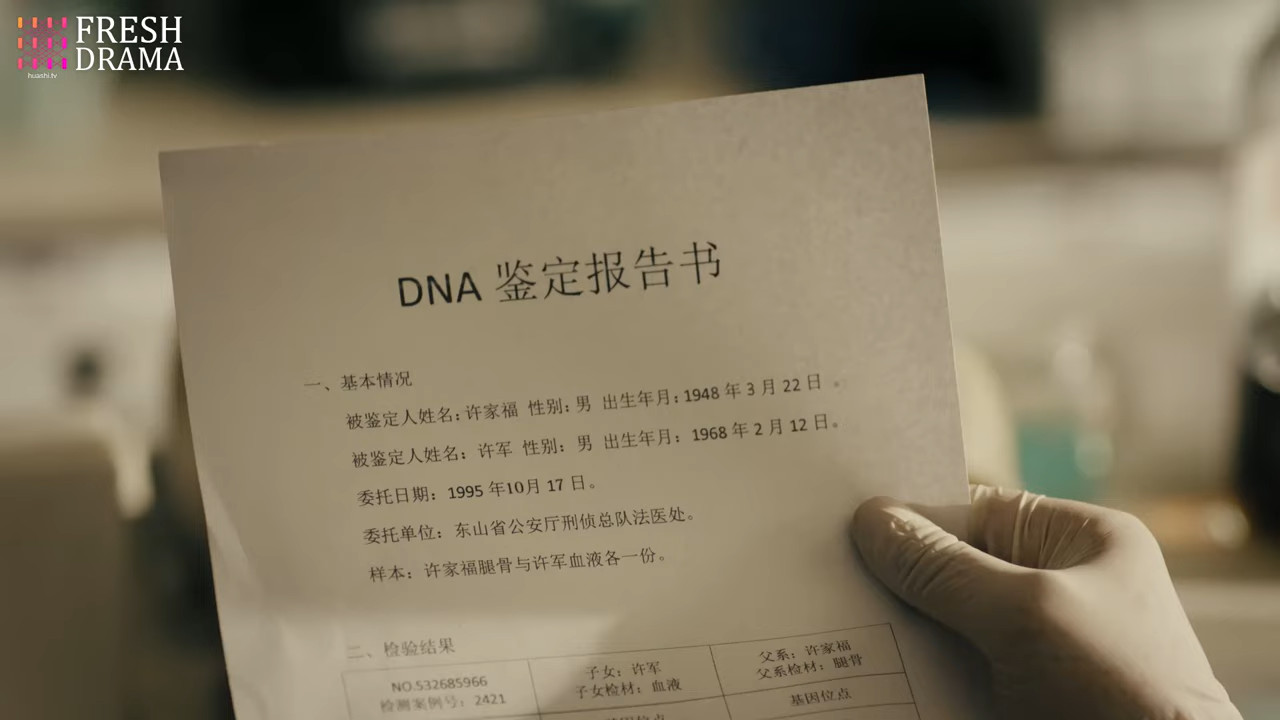 FRESH
DRAMA
huashi.tv
DNA 鉴定报告书
一、基本情况
被鉴定人姓名:许家福 性别:男 出生年月:1948 年 3 月 22 日 。
被鉴定人姓名:许军 性别:男 出生年月:1968 年 2 月 12 日。
委托日期:1995 年10月 17 日。
委托单位:东山省公安厅刑侦总队法医处。
样本:许家福腿骨与许军血液各一份。
二、检验结果
NO.532685966
检测案例号:2421
子女:许军
子女检材:血液
父系:许家福
父系检材:腿骨
基因位点
基因位点